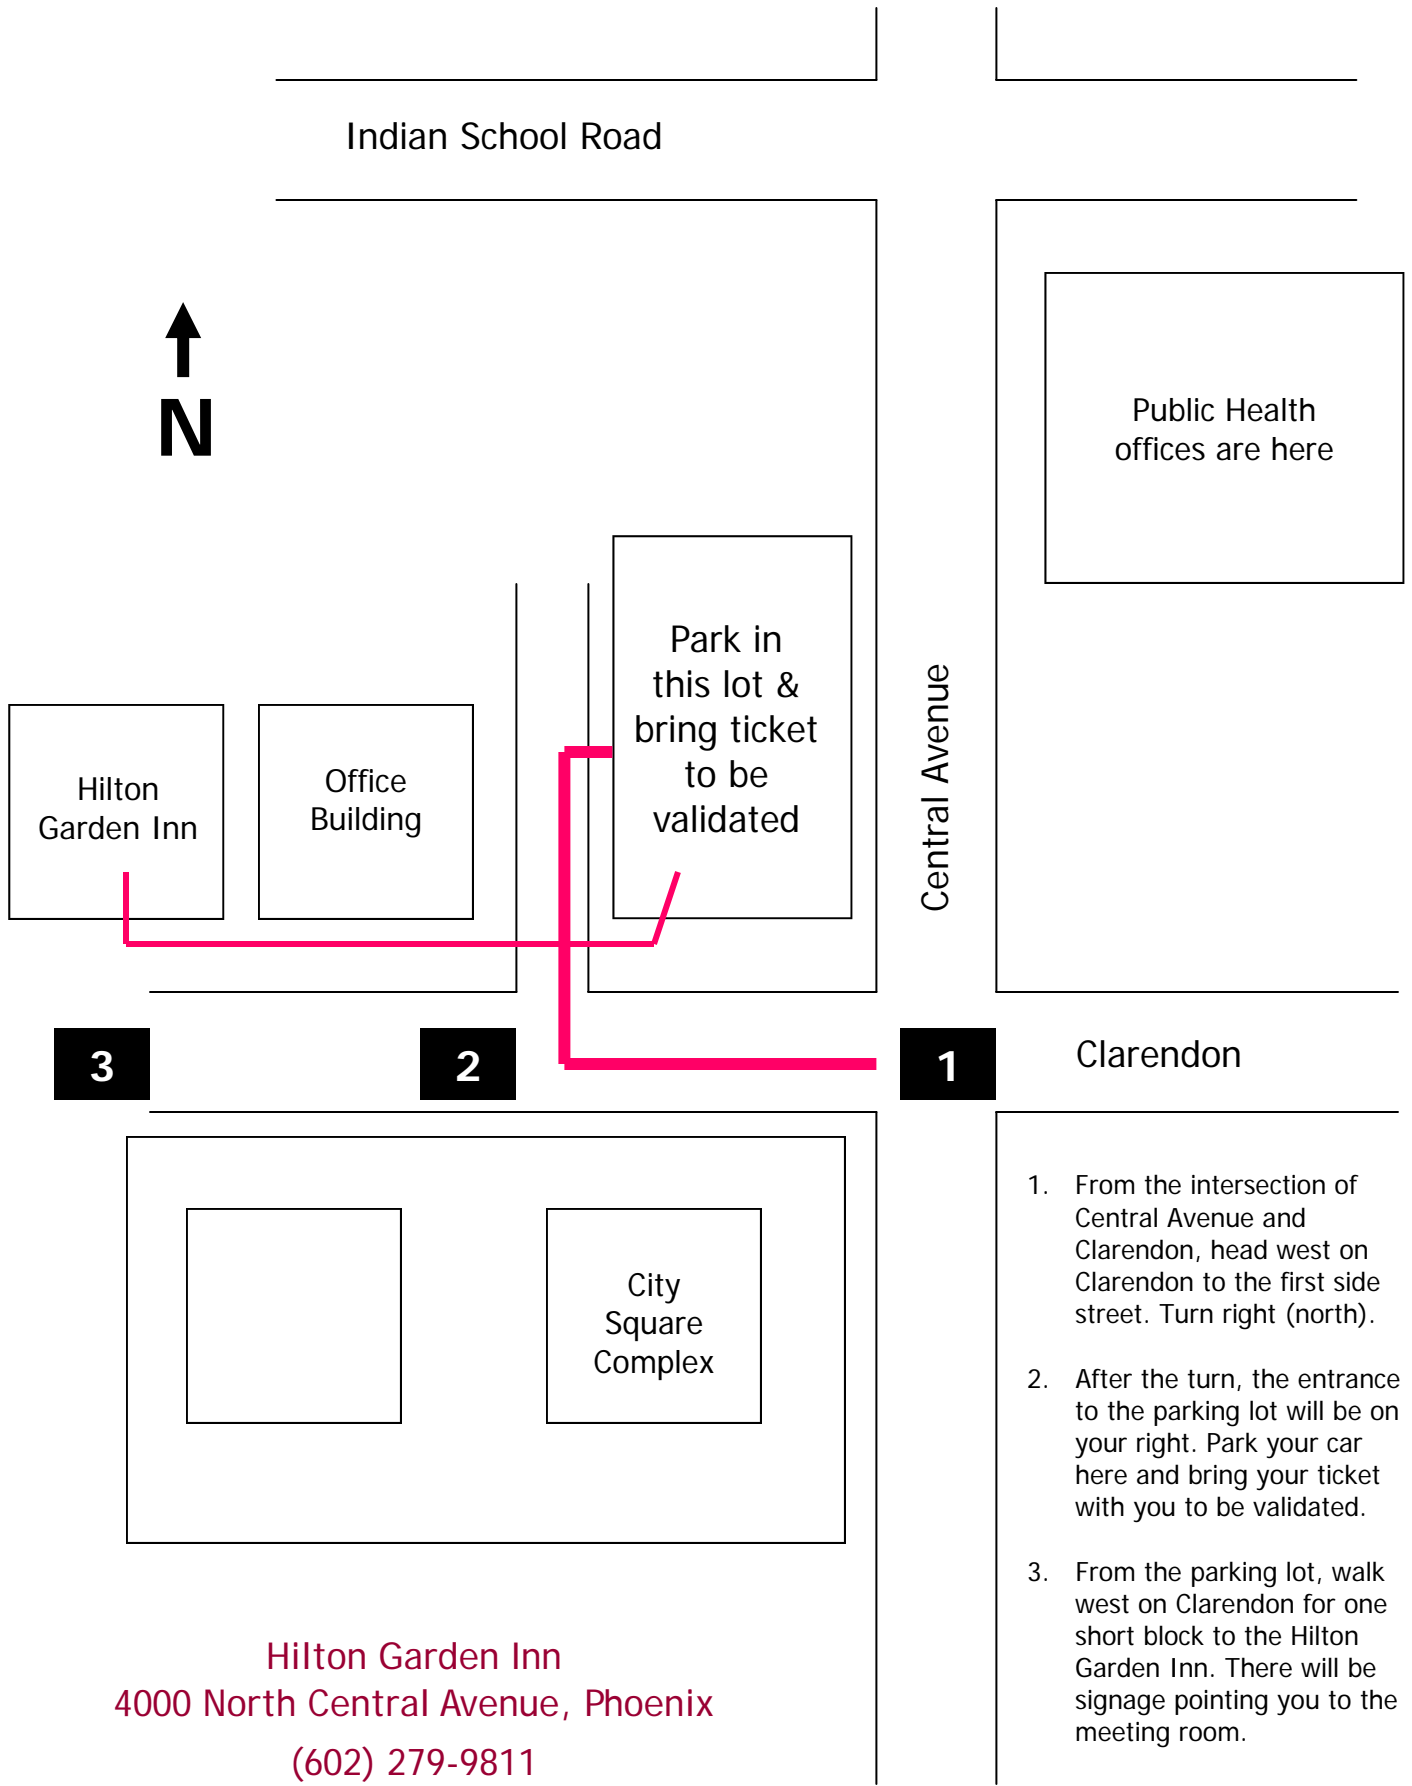 Indian School Road
N
Public Health
offices are here
Park in
this lot &
bring ticket
to be
validated
Central Avenue
Hilton
Garden Inn
Office
Building
3
2
1
Clarendon
City
Square
Complex
1. From the intersection of
Central Avenue and
Clarendon, head west on
Clarendon to the first side
street. Turn right (north).
2. After the turn, the entrance
to the parking lot will be on
your right. Park your car
here and bring your ticket
with you to be validated.
3. From the parking lot, walk
west on Clarendon for one
short block to the Hilton
Garden Inn. There will be
signage pointing you to the
meeting room.
Hilton Garden Inn
4000 North Central Avenue, Phoenix
(602) 279-9811